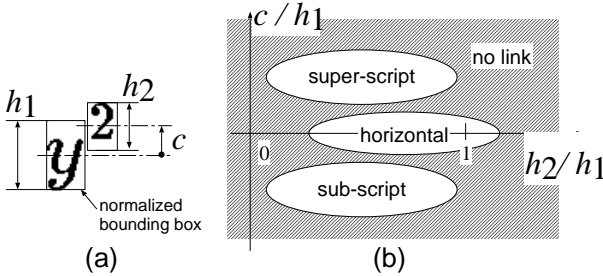 h1
h2
c
y
2
normalized
bounding box
(a)
c / h1
no link
super-script
horizontal
0
1
h2/ h1
sub-script
(b)